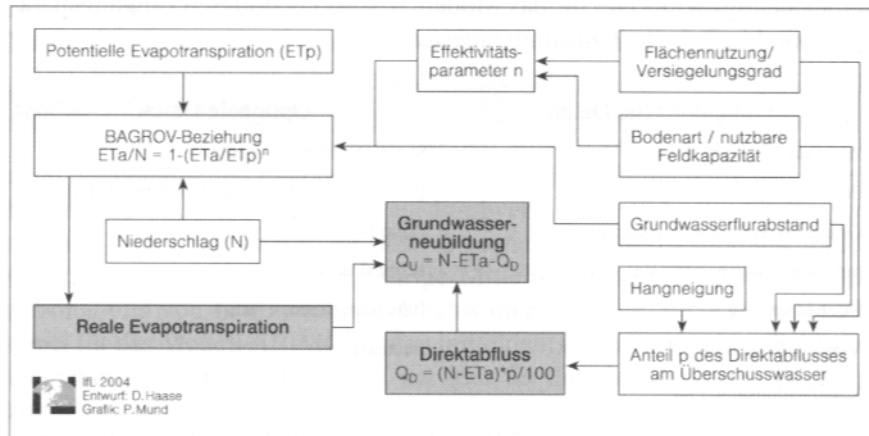 Potentielle Evapotranspiration (ETp)
Effektivitäts-
parameter n
Flächennutzung/
Versiegelungsgrad
BAGROV-Beziehung
ETa/N = 1-(ETa/ETp)ⁿ
Bodenart / nutzbare
Feldkapazität
Niederschlag (N)
Grundwasser-
neubildung
Q_U = N-ETa-Q_D
Grundwasserflurabstand
Hangneigung
Reale Evapotranspiration
Direktabfluss
Q_D = (N-ETa)*p/100
Anteil p des Direktabflusses
am Überschusswasser
IfL 2004
Entwurf: D. Haase
Grafik: P. Mund